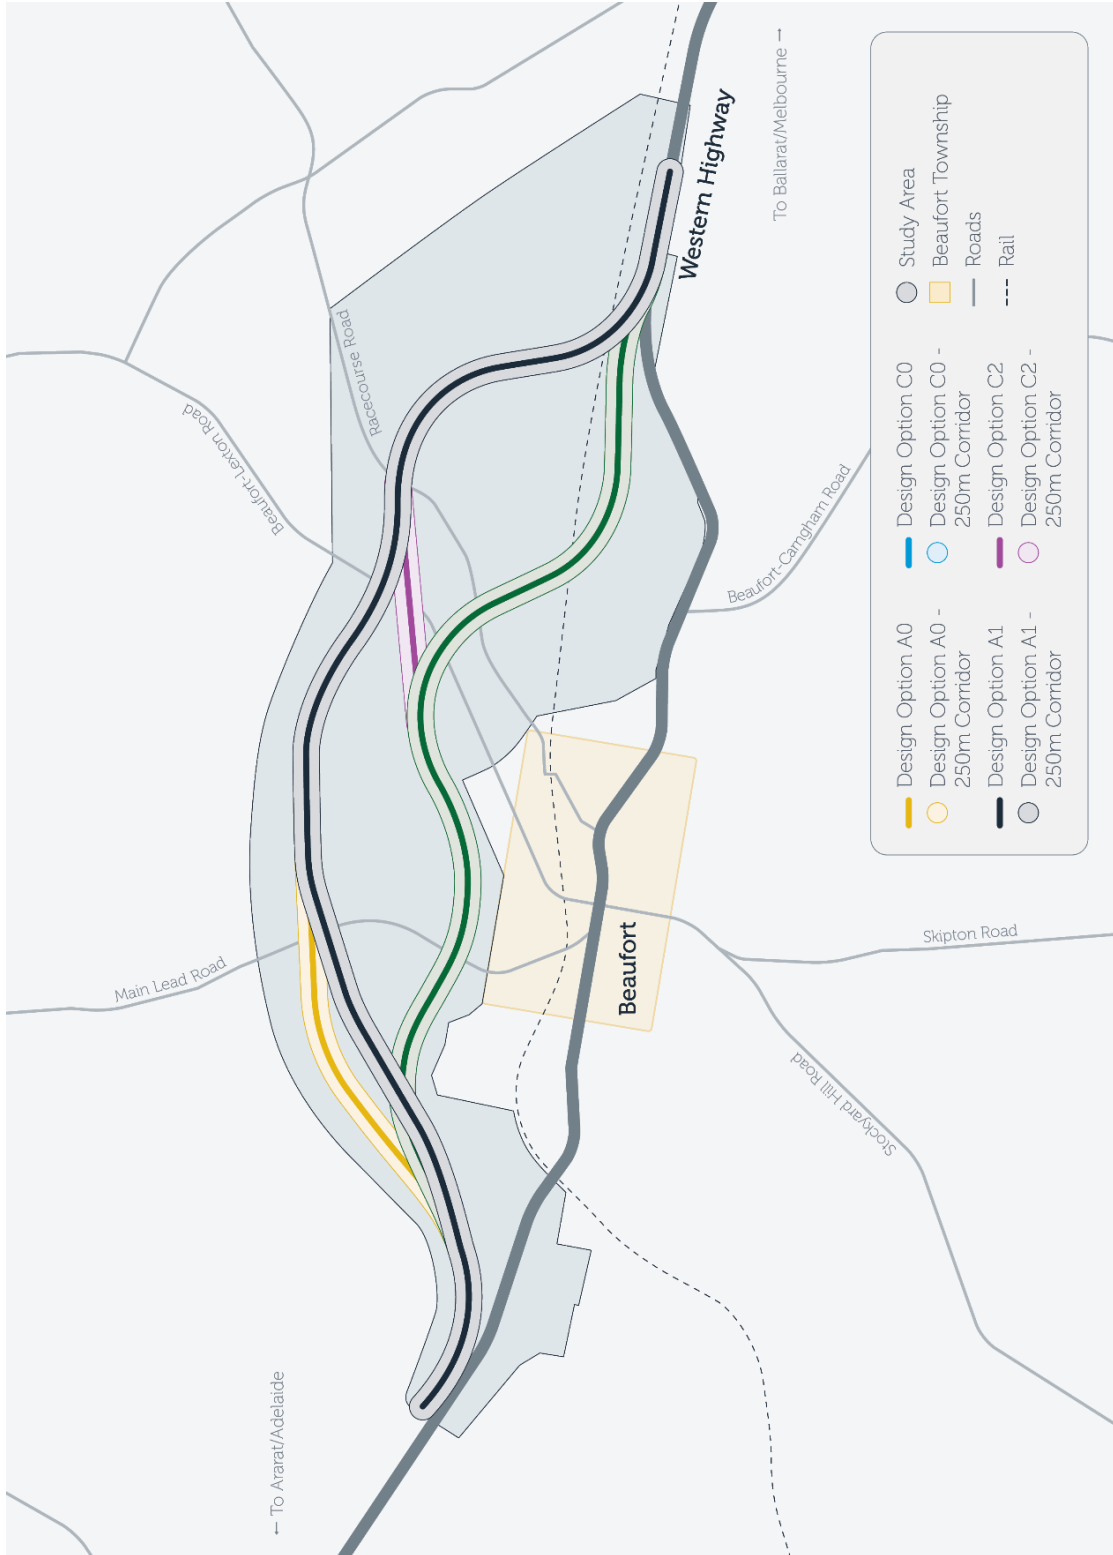 ← To Ararat/Adelaide
To Ballarat/Melbourne →
Main Lead Road
Beaufort-Lexton Road
Racecourse Road
Western Highway
Beaufort
Beaufort-Carngham Road
Skipton Road
Stockyard Hill Road
Design Option A0
Design Option A0 -
250m Corridor
Design Option A1
Design Option A1 -
250m Corridor
Design Option C0
Design Option C0 -
250m Corridor
Design Option C2
Design Option C2 -
250m Corridor
Study Area
Beaufort Township
Roads
Rail